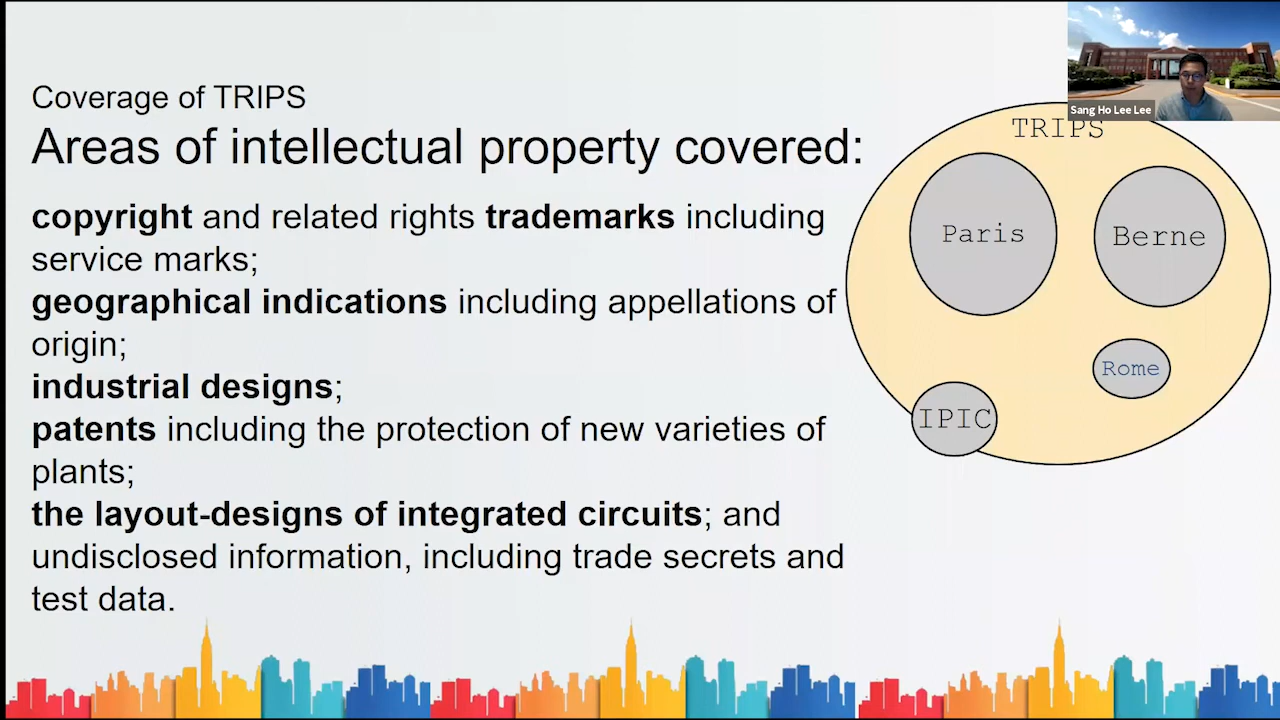 Coverage of TRIPS
Areas of intellectual property covered:
copyright and related rights trademarks including
service marks;
geographical indications including appellations of
origin;
industrial designs;
patents including the protection of new varieties of
plants;
the layout-designs of integrated circuits; and
undisclosed information, including trade secrets and
test data.
Sang Ho Lee Lee
TRIPS
Paris
Berne
Rome
IPIC